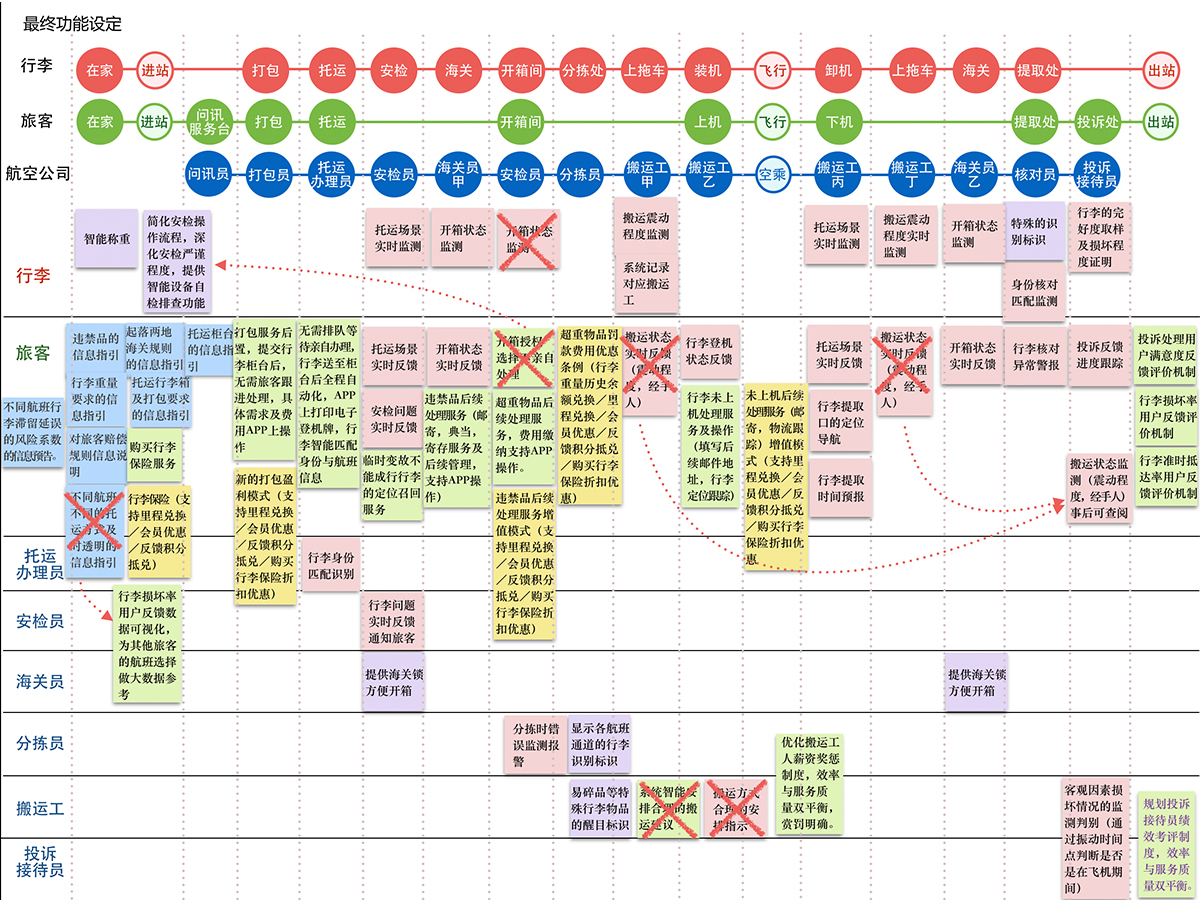 最终功能设定
行李
在家
进站
打包
托运
安检
海关
开箱间
分拣处
上拖车
装机
飞行
卸机
上拖车
海关
提取处
出站
旅客
在家
进站
问讯
服务台
打包
托运
开箱间
上机
飞行
下机
提取处
投诉处
出站
航空公司
问讯员
打包员
托运
办理员
安检员
海关员
甲
安检员
分拣员
搬运工
甲
搬运工
乙
空乘
搬运工
丙
搬运工
丁
海关员
乙
核对员
投诉
接待员
行李
智能称重
简化安检操
作流程，深
化安检严谨
程度，提供
智能设备自
检排查功能
托运场景
实时监测
开箱状态
监测
开箱状态
监测
搬运震动
程度监测
系统记录
对应搬运
工
托运场景
实时监测
搬运震动
程度实时
监测
开箱状态
监测
特殊的识
别标识
身份核对
匹配监测
行李的完
好度取样
及损坏程
度证明
旅客
违禁品的
信息指引
起落两地
海关规则
的信息指引
托运柜台
的信息指
引
行李重量
要求的信
息指引
托运行李箱
及打包要求
的信息指引
不同航班行
李滞留延误
的风险系数
的信息预告。
对旅客赔偿
规则信息说
明
购买行李
保险服务
不同航班
不同的托
运方式及
时透明的
信息指引
行李保险（支
持里程兑换
／会员优惠
／反馈积分
抵兑）
打包服务后
置，提交行
李柜台后，
无需旅客跟
进处理，具
体需求及费
用APP上操
作
新的打包盈
利模式（支
持里程兑换
／会员优惠
／反馈积分
抵兑／购买
行李保险折
扣优惠）
无需排队等
待亲自办理，
行李送至柜
台后全程自
动化，APP
上打印电子
登机牌，行
李智能匹配
身份与航班
信息
托运场景
实时反馈
安检问题
实时反馈
临时变故不
能成行行李
的定位召回
服务
开箱状态
实时反馈
违禁品后续
处理服务（邮
寄，典当，
寄存服务及
后续管理，
支持APP操
作）
开箱授权
选择不亲自
处理
超重物品后
续处理服
务，费用缴
纳支持APP
操作。
违禁品后续
处理服务增
值模式（支
持里程兑换
／会员优惠
／反馈积分
抵兑／购买
行李保险折
扣优惠）
超重物品罚
款费用优惠
条例（行李
重量历史余
额兑换／里
程兑换／会
员优惠／反
馈积分抵兑
／购买行李
保险折扣优
惠）
搬运状态
实时反馈
（震动程
度，经手
人）
行李登机
状态反馈
行李未上
机处理服
务及操作
（填写后
续邮件地
址，行李
定位跟踪）
未上机后续
处理服务（邮
寄，物流跟
踪）增值模
式（支持里
程兑换／会
员优惠／反
馈积分抵兑
／购买行李
保险折扣优
惠
托运场景
实时反馈
行李提取
口的定位
导航
行李提取
时间预报
搬运状态
实时反馈
（震动程
度，经手
人）
开箱状态
实时反馈
行李核对
异常警报
投诉反馈
进度跟踪
搬运状态监
测（震动程
度，经手人）
事后可查阅
投诉处理用
户满意度反
馈评价机制
行李损坏率
用户反馈评
价机制
行李准时抵
达率用户反
馈评价机制
托运
办理员
行李身份
匹配识别
安检员
行李损坏率
用户反馈数
据可视化，
为其他旅客
的航班选择
做大数据参
考
行李问题
实时反馈
通知旅客
海关员
提供海关锁
方便开箱
提供海关锁
方便开箱
分拣员
分拣时错
误监测报
警
显示各航班
通道的行李
识别标识
优化搬运工
人薪资奖惩
制度，效率
与服务质
量双平衡，
赏罚明确。
搬运工
易碎品等特
殊行李物品
的醒目标识
系统智能安
排合理的搬
运建议
搬运方式
合理的安
排指示
客观因素损
坏情况的监
测判别（通
过振动时间
点判断是否
是在飞机期
间）
规划投诉
接待员绩
效考评制
度，效率
与服务质
量双平衡。
投诉
接待员